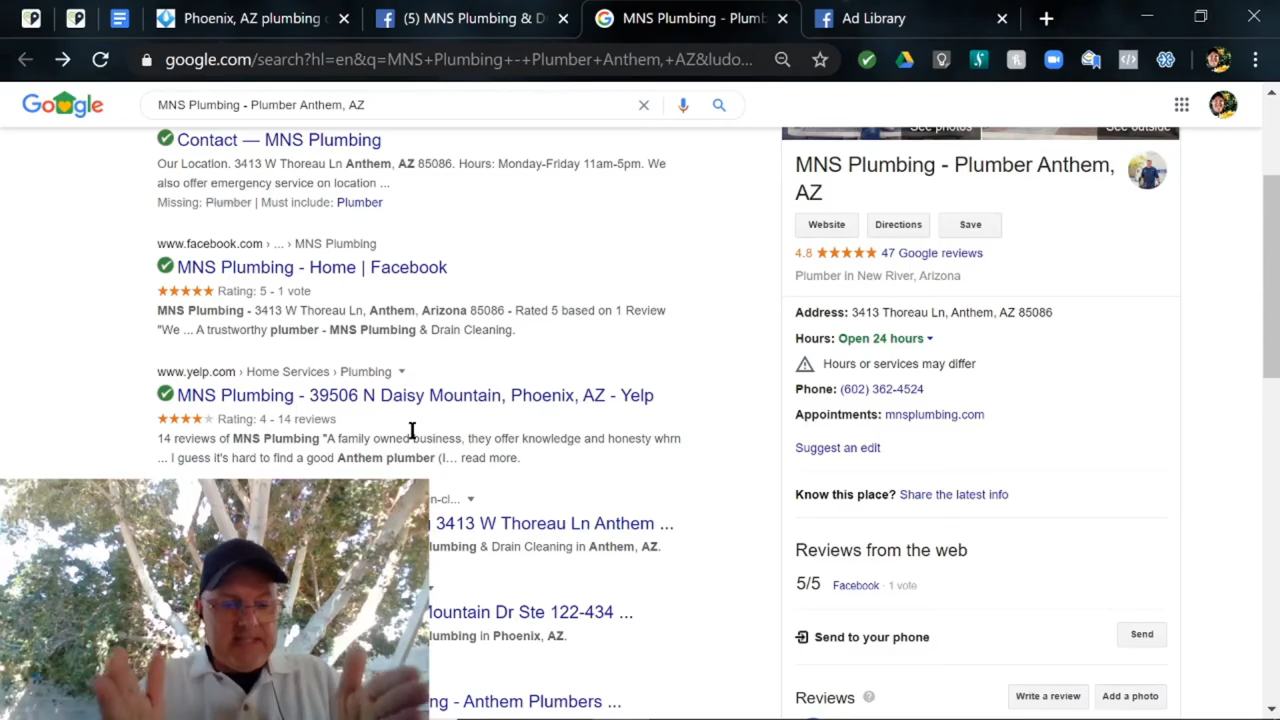 Phoenix, AZ plumbing
(5) MNS Plumbing & D
MNS Plumbing - Plumb
Ad Library
google.com/search?hl=en&q=MNS+Plumbing+-+Plumber+Anthem,+AZ&ludo...
Google
MNS Plumbing - Plumber Anthem, AZ
Contact — MNS Plumbing
Our Location. 3413 W Thoreau Ln Anthem, AZ 85086. Hours: Monday-Friday 11am-5pm. We
also offer emergency service on location ...
Missing: Plumber | Must include: Plumber
www.facebook.com › ... › MNS Plumbing
MNS Plumbing - Home | Facebook
Rating: 5 - 1 vote
MNS Plumbing - 3413 W Thoreau Ln, Anthem, Arizona 85086 - Rated 5 based on 1 Review
"We ... A trustworthy plumber - MNS Plumbing & Drain Cleaning.
www.yelp.com › Home Services › Plumbing
MNS Plumbing - 39506 N Daisy Mountain, Phoenix, AZ - Yelp
Rating: 4 - 14 reviews
14 reviews of MNS Plumbing "A family owned business, they offer knowledge and honesty whrn
... I guess it's hard to find a good Anthem plumber (I... read more.
n-cl...
3413 W Thoreau Ln Anthem ...
lumbing & Drain Cleaning in Anthem, AZ.
ountain Dr Ste 122-434 ...
lumbing in Phoenix, AZ.
ng - Anthem Plumbers ...
See photos
See outside
MNS Plumbing - Plumber Anthem,
AZ
Website
Directions
Save
4.8 47 Google reviews
Plumber in New River, Arizona
Address: 3413 Thoreau Ln, Anthem, AZ 85086
Hours: Open 24 hours
Hours or services may differ
Phone: (602) 362-4524
Appointments: mnsplumbing.com
Suggest an edit
Know this place? Share the latest info
Reviews from the web
5/5 Facebook · 1 vote
Send to your phone
Send
Reviews
Write a review
Add a photo